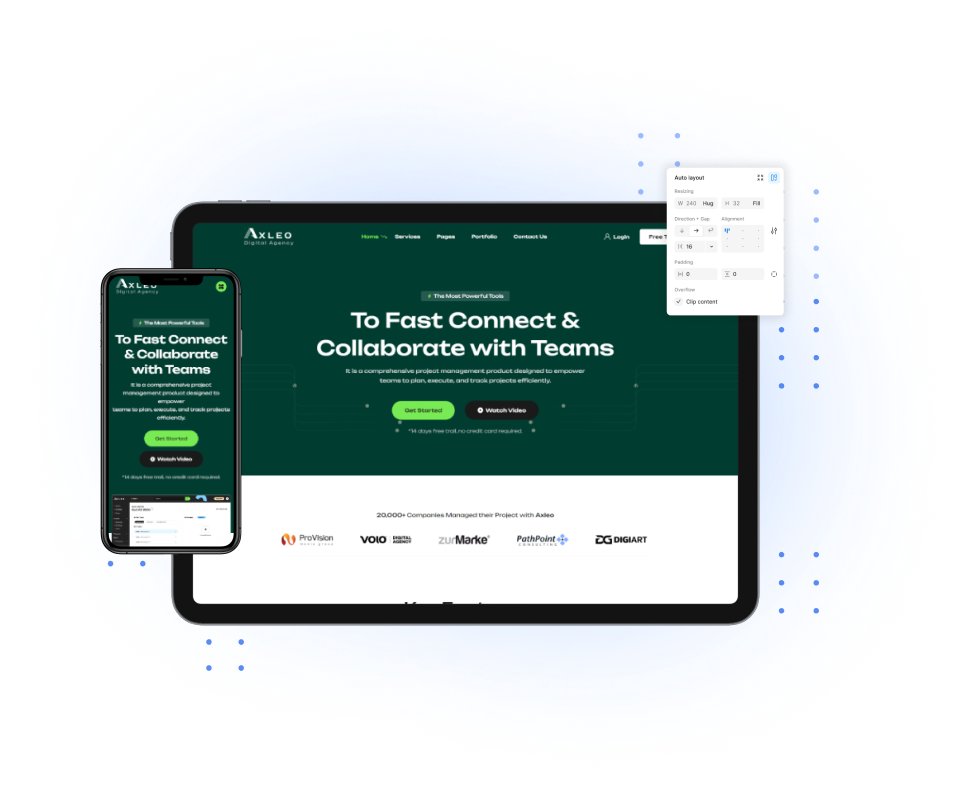 Auto layout
Resizing
W 240 Hug
H 32 Fill
Direction + Gap
Alignment
16
Padding
0
0
Overflow
Clip content
AXLEO
Digital Agency
Home
Services
Pages
Portfolio
Contact Us
Login
Free T
The Most Powerful Tools
To Fast Connect &
Collaborate with Teams
It is a comprehensive project management product designed to empower
teams to plan, execute, and track projects efficiently.
Get Started
Watch Video
*14 days free trail, no credit card required.
20,000+ Companies Managed their Project with Axleo
ProVision
media group
VOIO DIGITAL
AGENCY
zurMarke
PathPoint
CONSULTING
DG DIGIART
AXLEO
Digital Agency
The Most Powerful Tools
To Fast Connect
& Collaborate
with Teams
It is a comprehensive project
management product designed to
empower
teams to plan, execute, and track projects
efficiently.
Get Started
Watch Video
*14 days free trail, no credit card required.